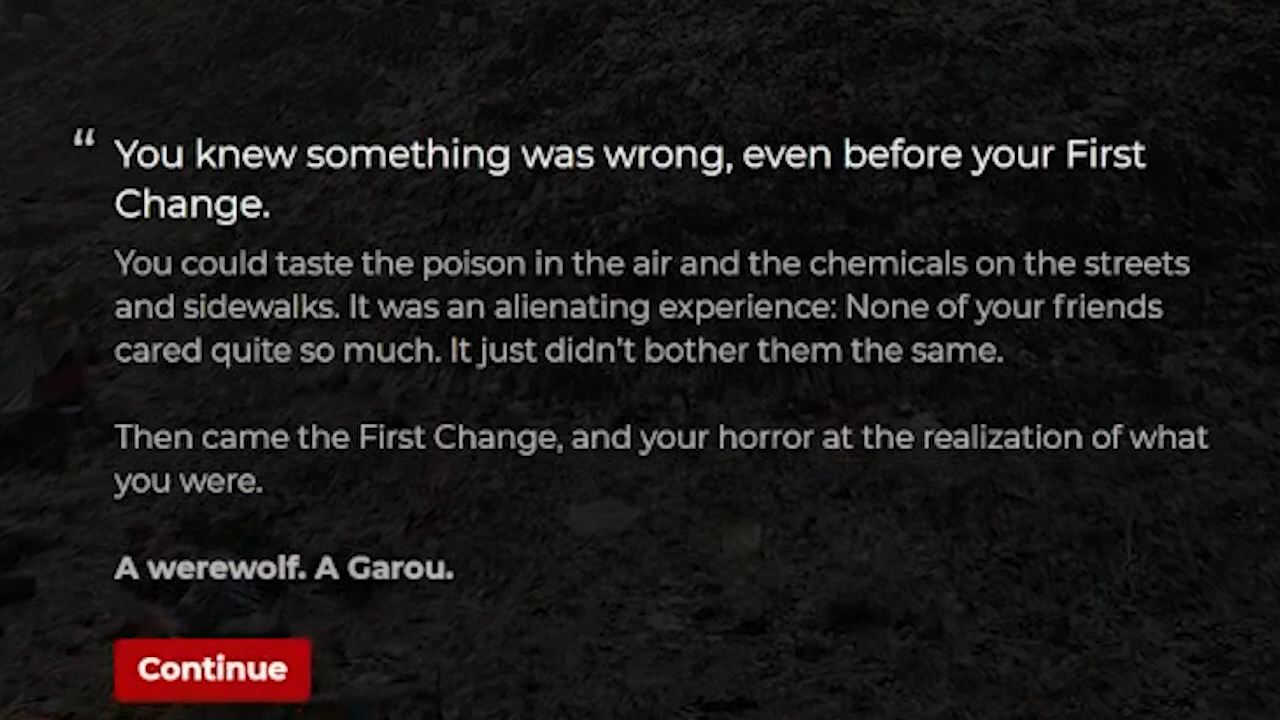 “ You knew something was wrong, even before your First
Change.
You could taste the poison in the air and the chemicals on the streets
and sidewalks. It was an alienating experience: None of your friends
cared quite so much. It just didn't bother them the same.
Then came the First Change, and your horror at the realization of what
you were.
A werewolf. A Garou.
Continue